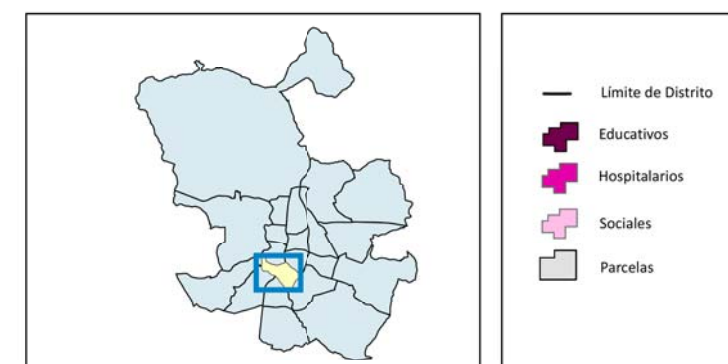 Límite de Distrito
Educativos
Hospitalarios
Sociales
Parcelas